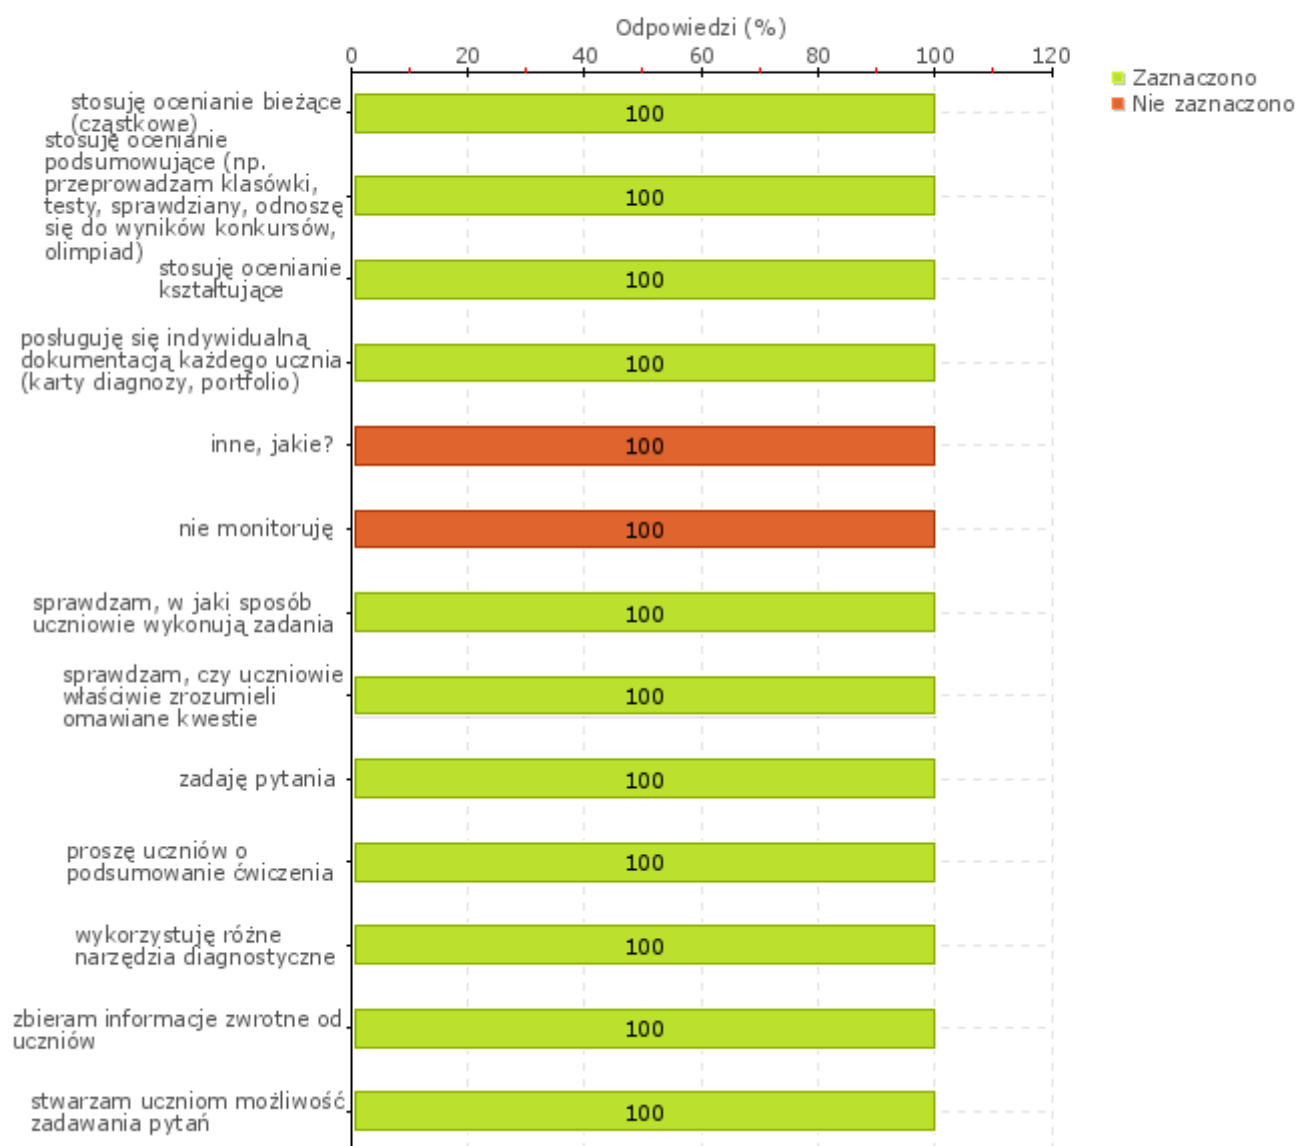 Odpowiedzi (%)
0 20 40 60 80 100 120
Zaznaczono
Nie zaznaczono
stosuję ocenianie bieżące
(cząstkowe)
100
stosuję ocenianie
podsumowujące (np.
przeprowadzam klasówki,
testy, sprawdziany, odnoszę
się do wyników konkursów,
olimpiad)
100
stosuję ocenianie
kształtujące
100
posługuję się indywidualną
dokumentacją każdego ucznia
(karty diagnozy, portfolio)
100
inne, jakie?
100
nie monitoruję
100
sprawdzam, w jaki sposób
uczniowie wykonują zadania
100
sprawdzam, czy uczniowie
właściwie zrozumieli
omawiane kwestie
100
zadaję pytania
100
proszę uczniów o
podsumowanie ćwiczenia
100
wykorzystuję różne
narzędzia diagnostyczne
100
zbieram informacje zwrotne od
uczniów
100
stwarzam uczniom możliwość
zadawania pytań
100